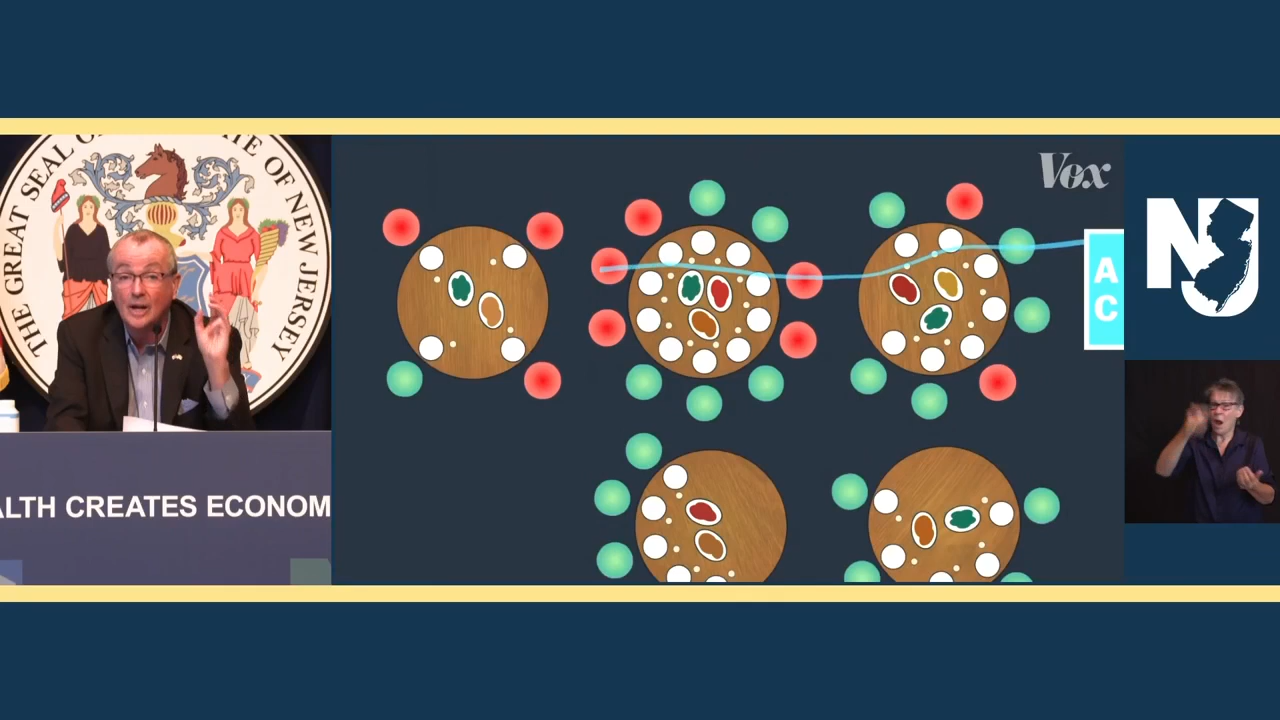 THE GREAT SEAL OF THE STATE OF NEW JERSEY
ALTH CREATES ECONOM
Vox
A
C
NJ